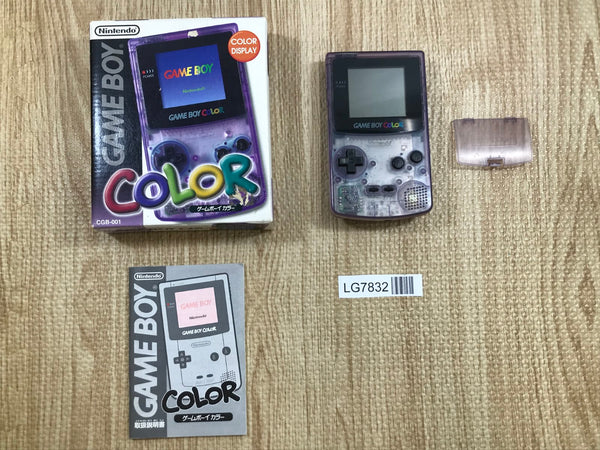 Nintendo
GAME BOY
COLOR
DISPLAY
GAME BOY
Nintendo
GAME BOY COLOR
COLOR
ゲームボーイ カラー
CGB-001
GAME BOY COLOR
LG7832
Nintendo
GAME BOY
GAME BOY
Nintendo
GAME BOY COLOR
COLOR
ゲームボーイ カラー
取扱説明書